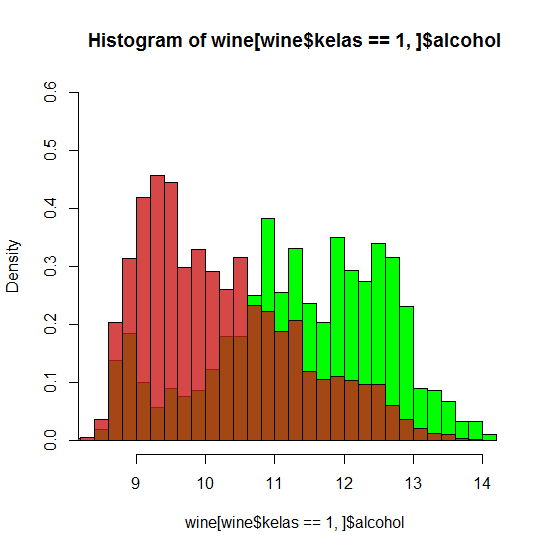 Histogram of wine[wine$kelas == 1, ]$alcohol
0.6
0.5
0.4
0.3
0.2
0.1
0.0
Density
9 10 11 12 13 14
wine[wine$kelas == 1, ]$alcohol